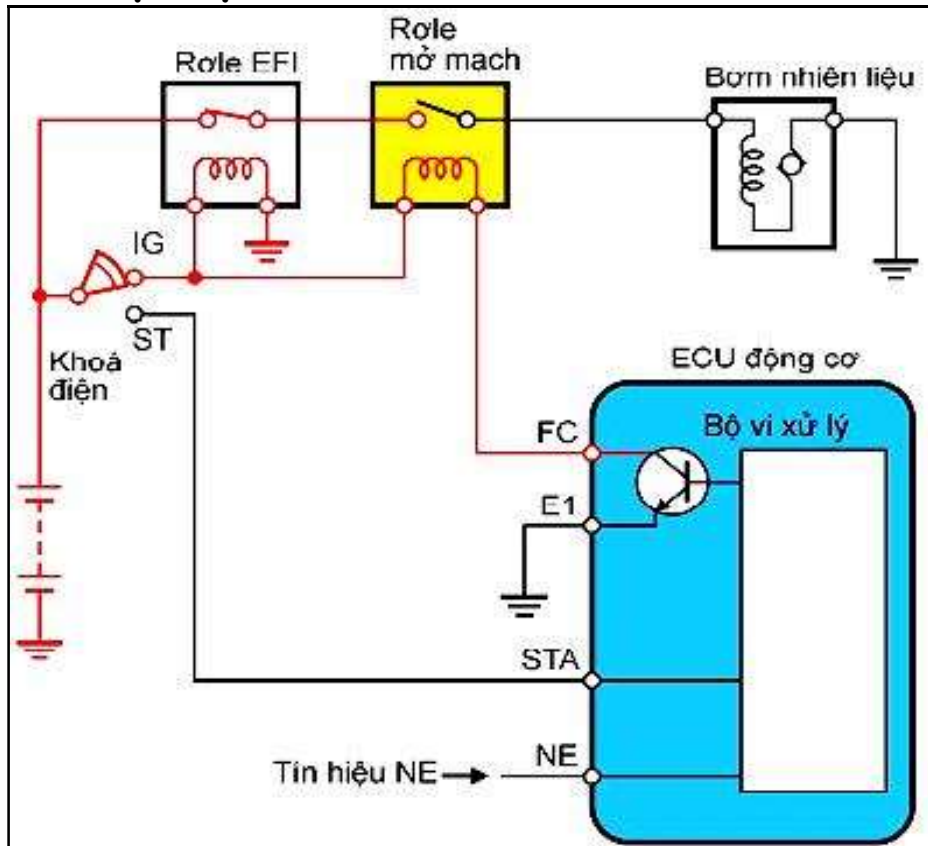 Rơle EFI
Rơle
mở mạch
Bơm nhiên liệu
IG
ST
Khoá
điện
ECU động cơ
Bộ vi xử lý
FC
E1
STA
NE
Tín hiệu NE